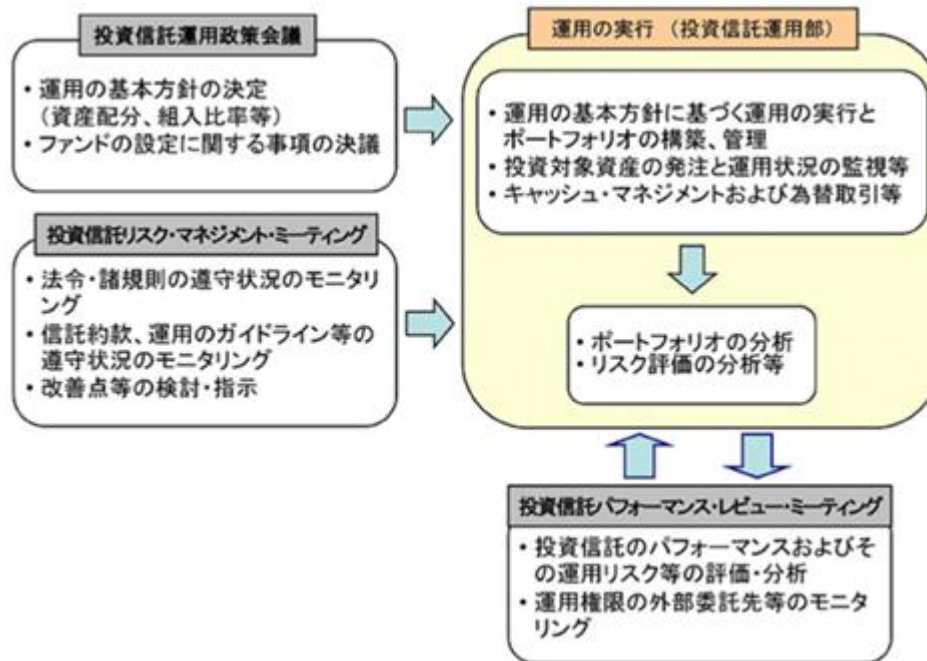 投資信託運用政策会議
・運用の基本方針の決定
（資産配分、組入比率等）
・ファンドの設定に関する事項の決議
投資信託リスク・マネジメント・ミーティング
・法令・諸規則の遵守状況のモニタリ
ング
・信託約款、運用のガイドライン等の
遵守状況のモニタリング
・改善点等の検討・指示
運用の実行 （投資信託運用部）
・運用の基本方針に基づく運用の実行と
ポートフォリオの構築、管理
・投資対象資産の発注と運用状況の監視等
・キャッシュ・マネジメントおよび為替取引等
・ポートフォリオの分析
・リスク評価の分析等
投資信託パフォーマンス・レビュー・ミーティング
・投資信託のパフォーマンスおよびそ
の運用リスク等の評価・分析
・運用権限の外部委託先等のモニタ
リング